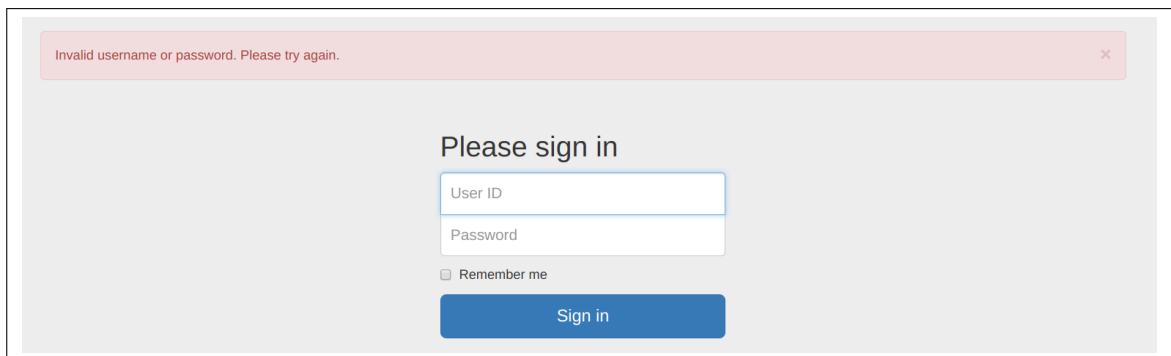 Invalid username or password. Please try again.
×
Please sign in
User ID
Password
Remember me
Sign in